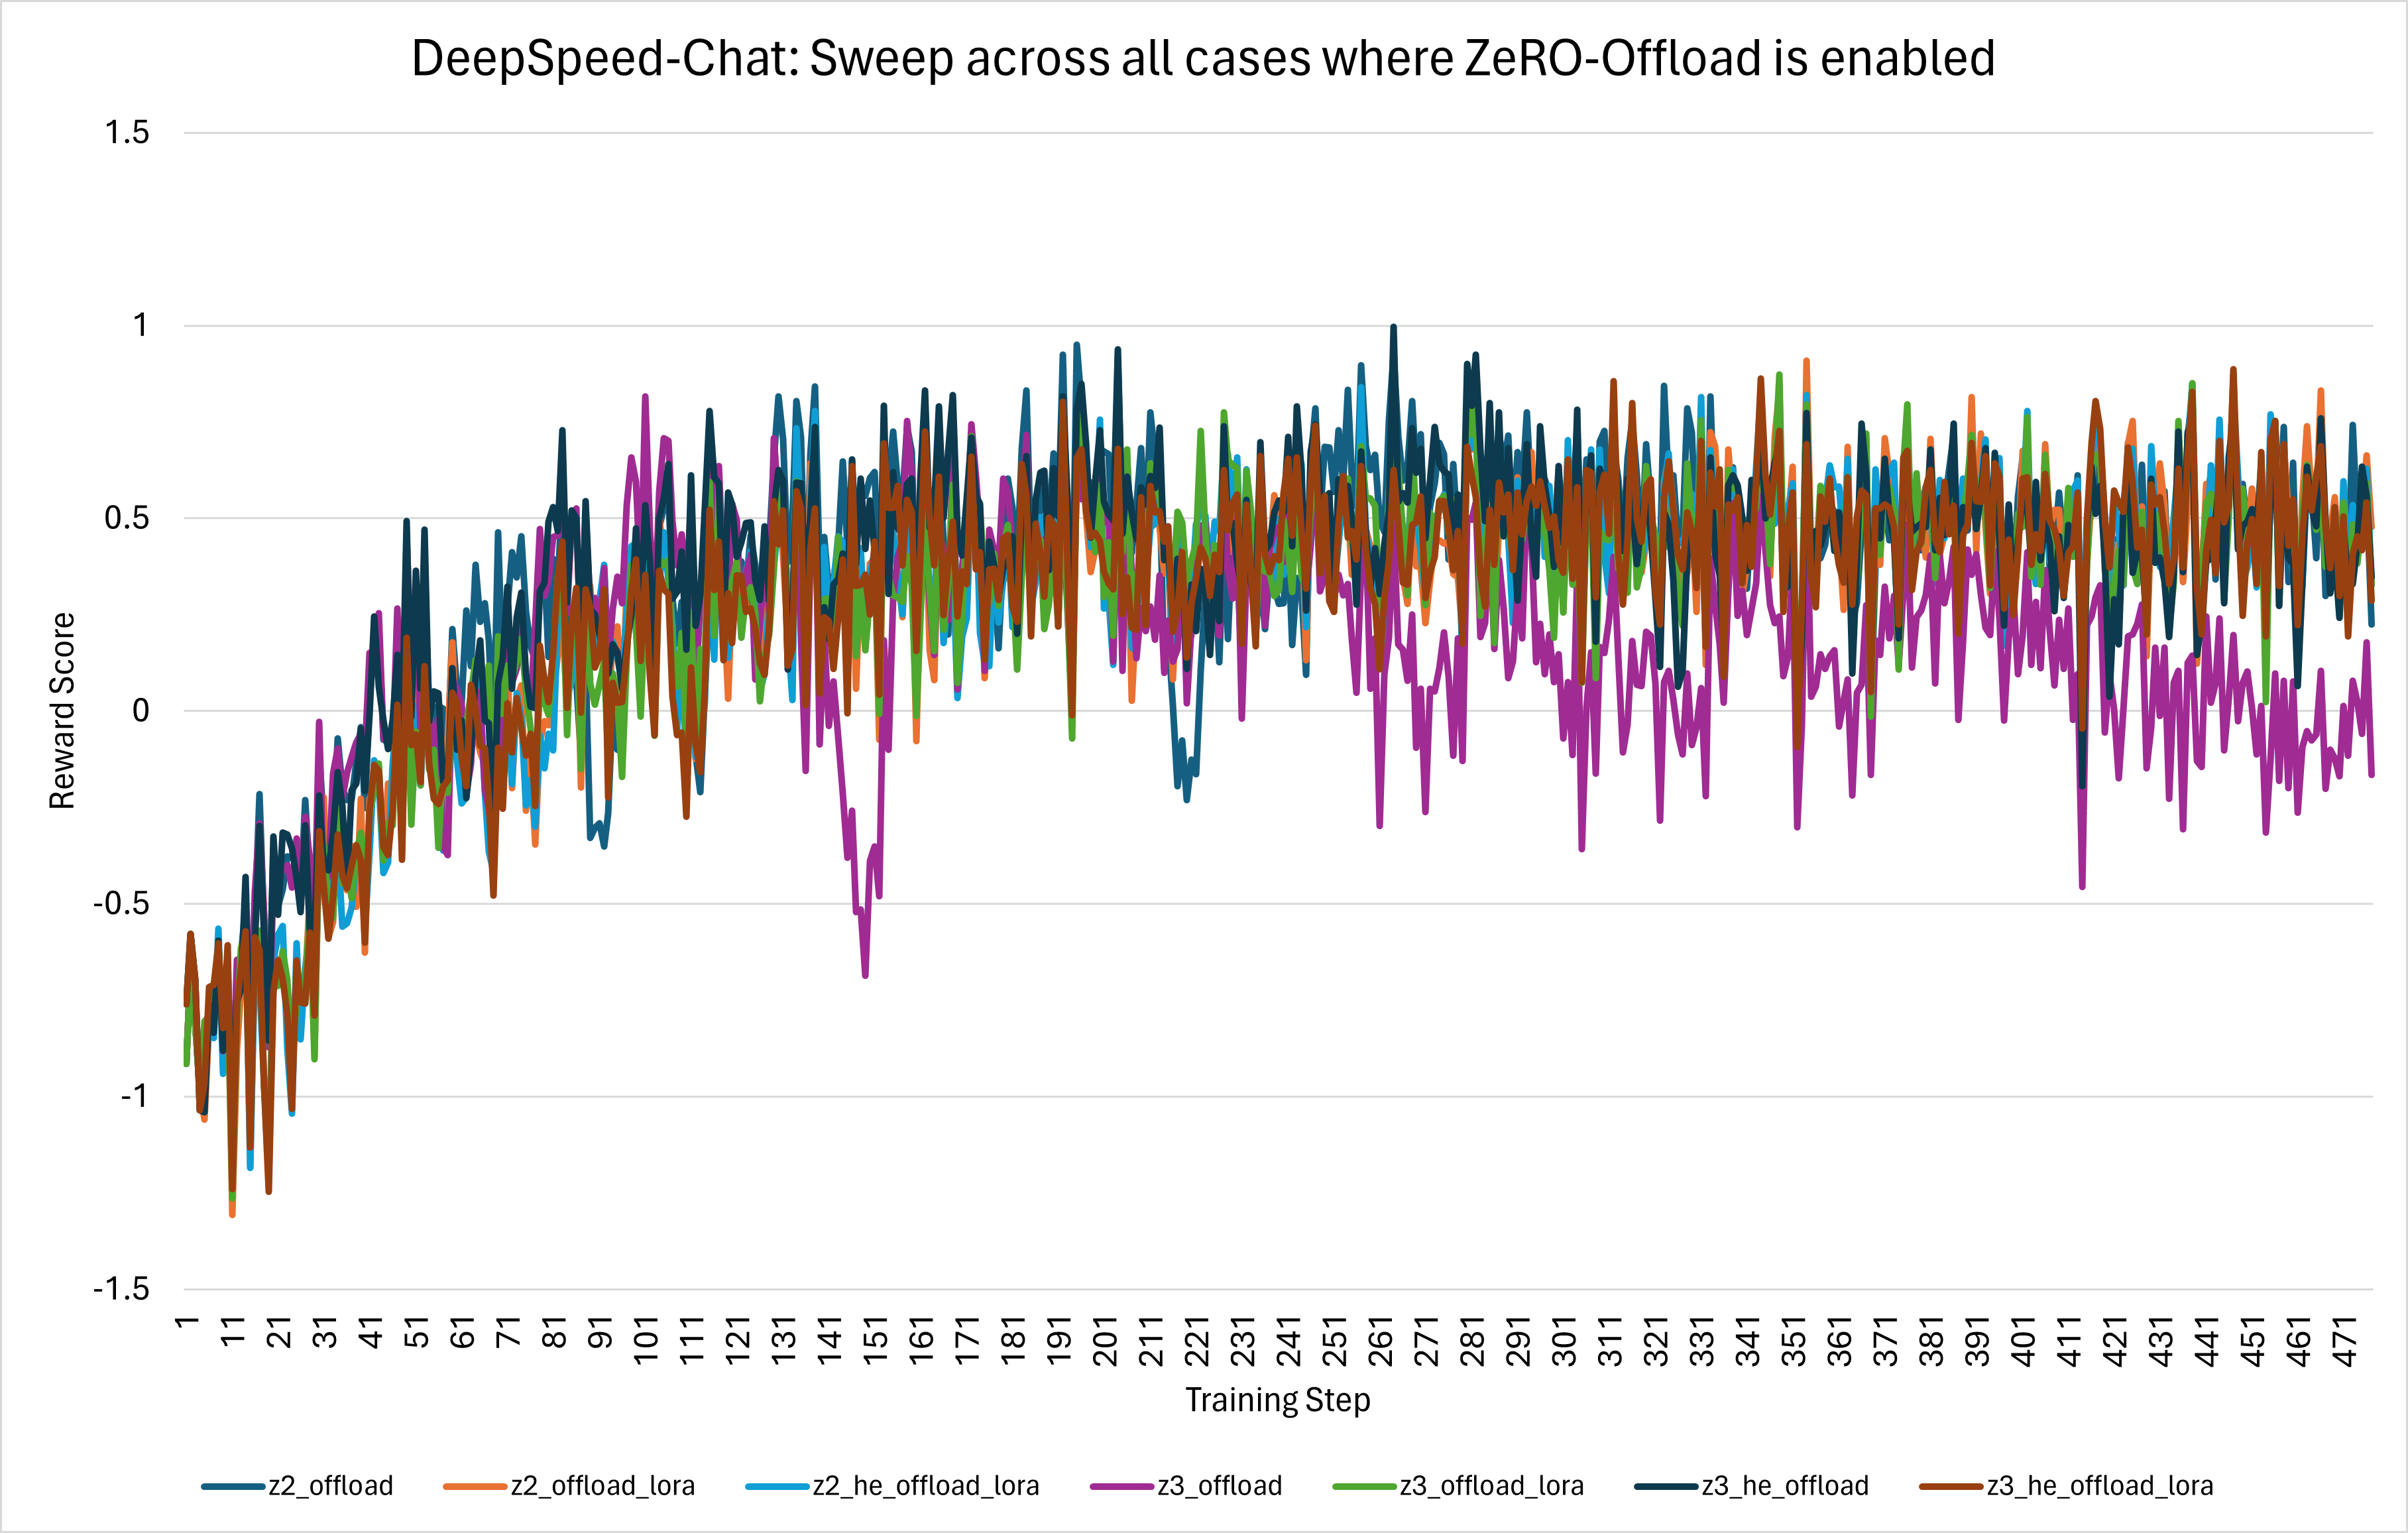 DeepSpeed-Chat: Sweep across all cases where ZeRO-Offload is enabled
1.5
1
0.5
0
-0.5
-1
-1.5
Reward Score
1 11 21 31 41 51 61 71 81 91 101 111 121 131 141 151 161 171 181 191 201 211 221 231 241 251 261 271 281 291 301 311 321 331 341 351 361 371 381 391 401 411 421 431 441 451 461 471
Training Step
z2_offload z2_offload_lora z2_he_offload_lora z3_offload z3_offload_lora z3_he_offload z3_he_offload_lora